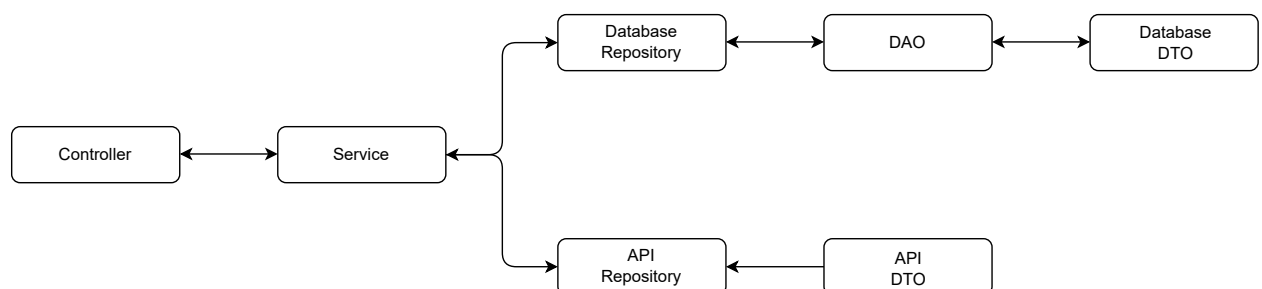 Database
Repository
DAO
Database
DTO
Controller
Service
API
Repository
API
DTO